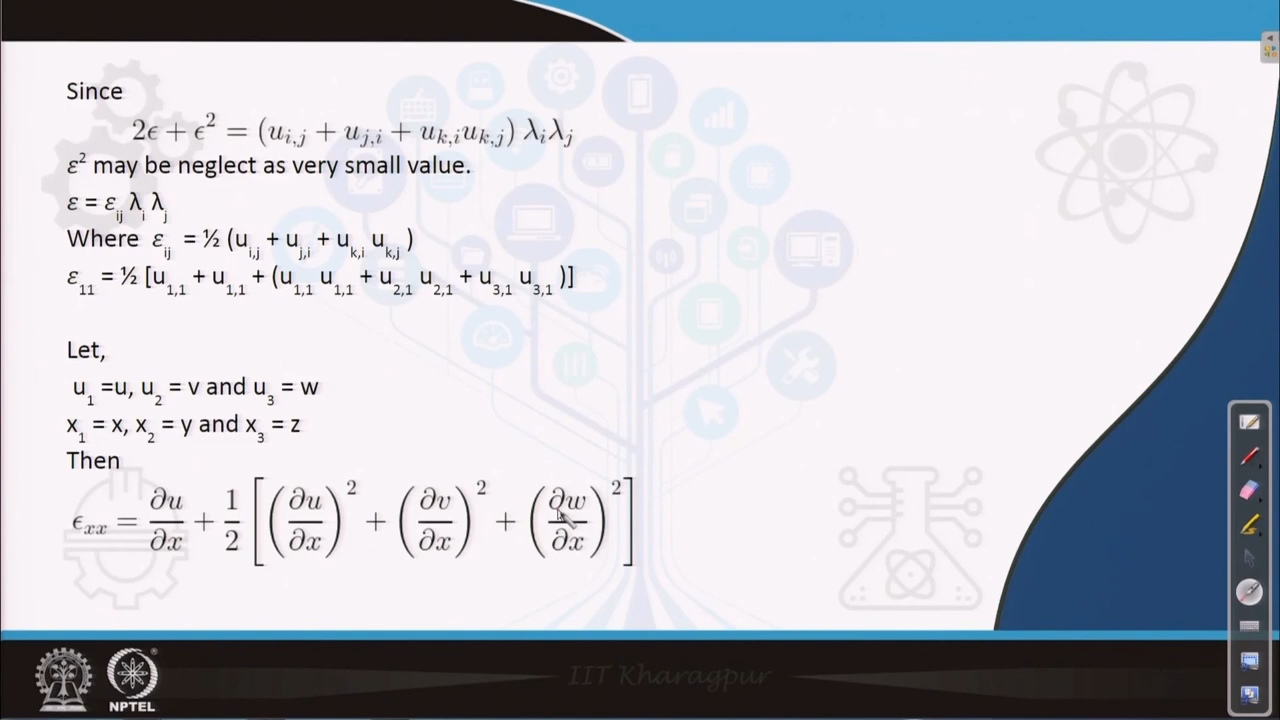 Since
2ϵ + ϵ² = (u_{i,j} + u_{j,i} + u_{k,i}u_{k,j}) λ_iλ_j
ε² may be neglect as very small value.
ε = ε_{ij} λ_i λ_j
Where ε_{ij} = ½ (u_{i,j} + u_{j,i} + u_{k,i} u_{k,j} )
ε_{11} = ½ [u_{1,1} + u_{1,1} + (u_{1,1} u_{1,1} + u_{2,1} u_{2,1} + u_{3,1} u_{3,1} )]
Let,
u_1 =u, u_2 = v and u_3 = w
x_1 = x, x_2 = y and x_3 = z
Then
ϵ_{xx} = ∂u/∂x + 1/2 [(∂u/∂x)² + (∂v/∂x)² + (∂w/∂x)²]
IIT Kharagpur
NPTEL